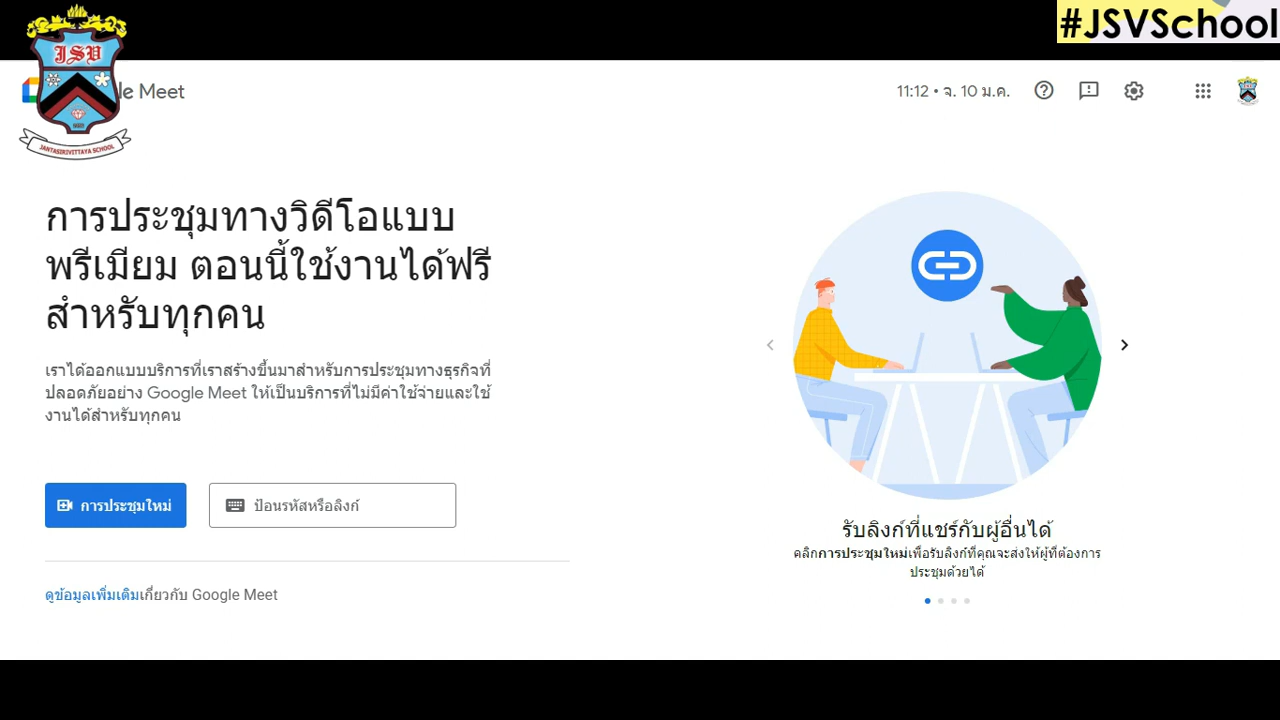 #JSVSchool
JSV
JANTASIRIVITTAYA SCHOOL
le Meet
11:12 • จ. 10 ม.ค.
การประชุมทางวิดีโอแบบ
พรีเมียม ตอนนี้ใช้งานได้ฟรี
สำหรับทุกคน
เราได้ออกแบบบริการที่เราสร้างขึ้นมาสำหรับการประชุมทางธุรกิจที่
ปลอดภัยอย่าง Google Meet ให้เป็นบริการที่ไม่มีค่าใช้จ่ายและใช้
งานได้สำหรับทุกคน
การประชุมใหม่
ป้อนรหัสหรือลิงก์
ดูข้อมูลเพิ่มเติมเกี่ยวกับ Google Meet
รับลิงก์ที่แชร์กับผู้อื่นได้
คลิกการประชุมใหม่เพื่อรับลิงก์ที่คุณจะส่งให้ผู้ที่ต้องการ
ประชุมด้วยได้